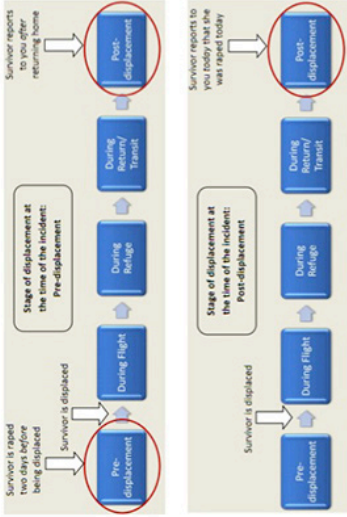 Survivor is raped
two days before
being displaced
Survivor is displaced
Survivor reports
to you after
returning home
Stage of displacement at
the time of the incident:
Pre-displacement
Pre-
displacement
During Flight
During
Refuge
During
Return/
Transit
Post-
displacement
Survivor is displaced
Survivor reports to
you today that she
was raped today
Stage of displacement at
the time of the incident:
Post-displacement
Pre-
displacement
During Flight
During
Refuge
During
Return/
Transit
Post-
displacement